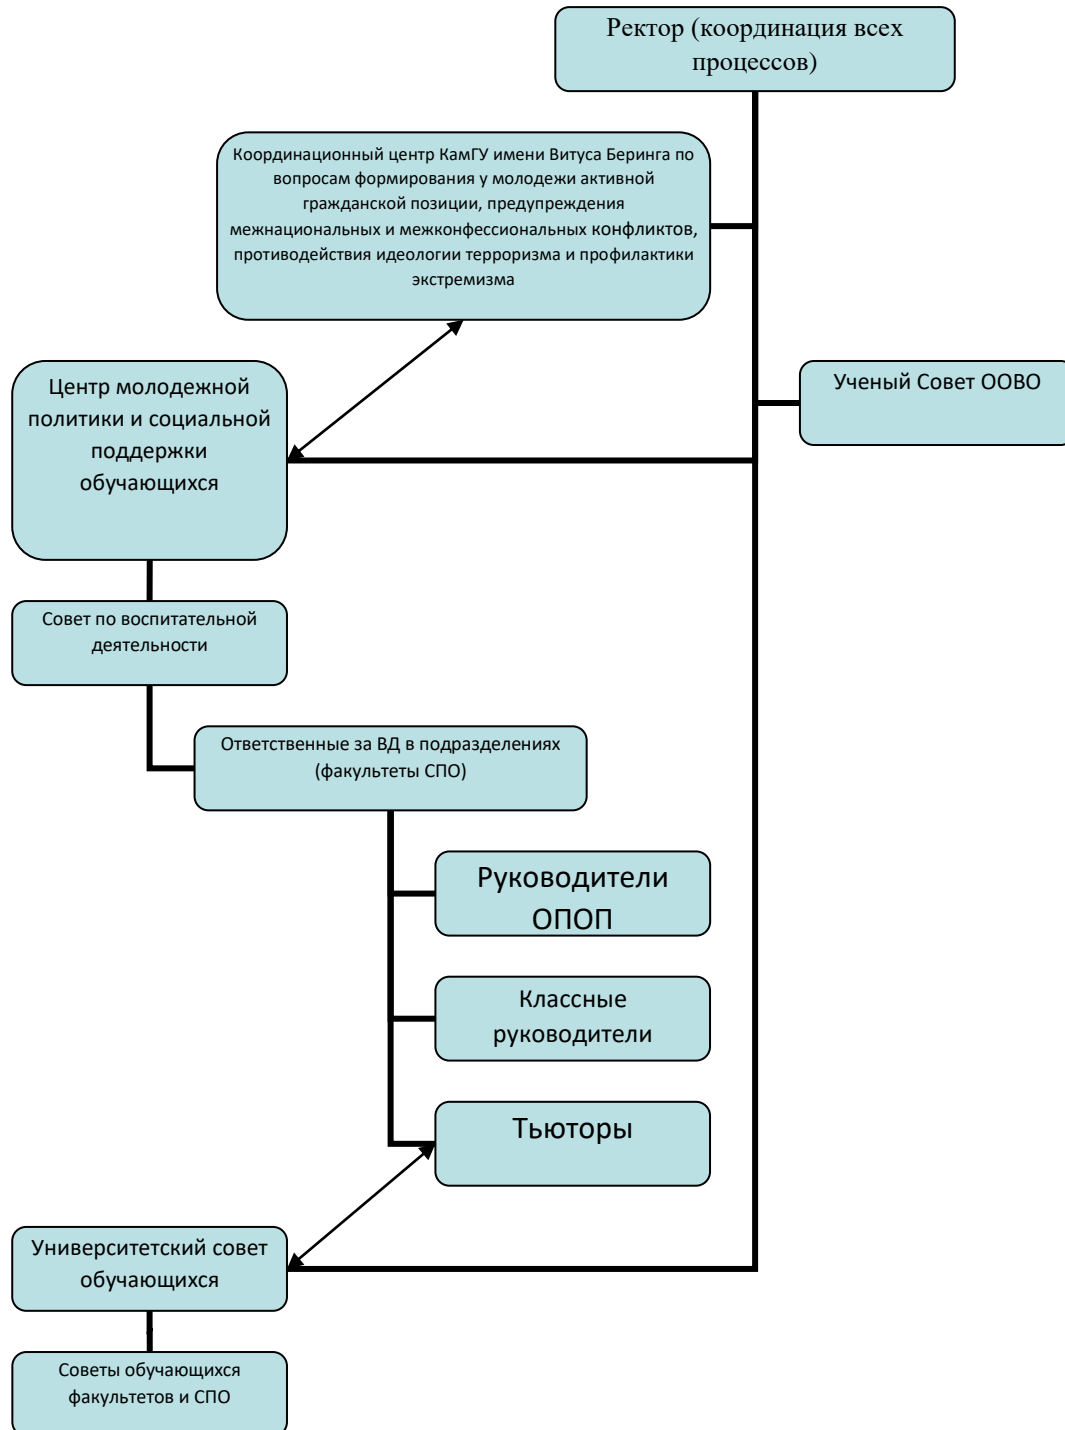 Ректор (координация всех
процессов)
Координационный центр КамГУ имени Витуса Беринга по
вопросам формирования у молодежи активной
гражданской позиции, предупреждения
межнациональных и межконфессиональных конфликтов,
противодействия идеологии терроризма и профилактики
экстремизма
Центр молодежной
политики и социальной
поддержки
обучающихся
Ученый Совет ООВО
Совет по воспитательной
деятельности
Ответственные за ВД в подразделениях
(факультеты СПО)
Руководители
ОПОП
Классные
руководители
Тьюторы
Университетский совет
обучающихся
Советы обучающихся
факультетов и СПО